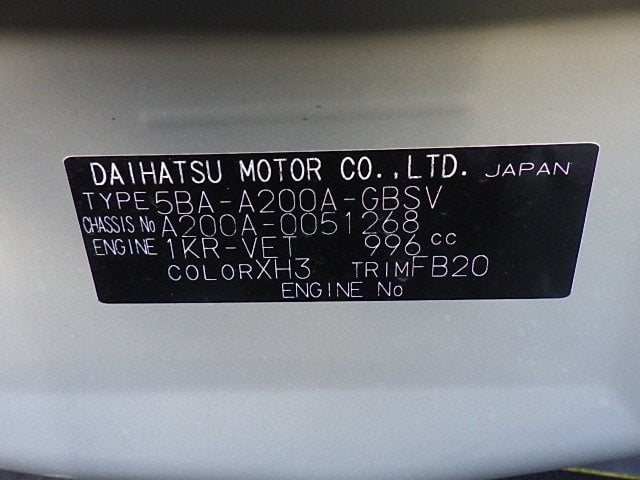 DAIHATSU MOTOR CO.,LTD. JAPAN
TYPE 5BA-A200A-GBSV
CHASSIS No A200A-0051268
ENGINE 1KR-VET 996 cc
COLOR XH3 TRIM FB20
ENGINE No